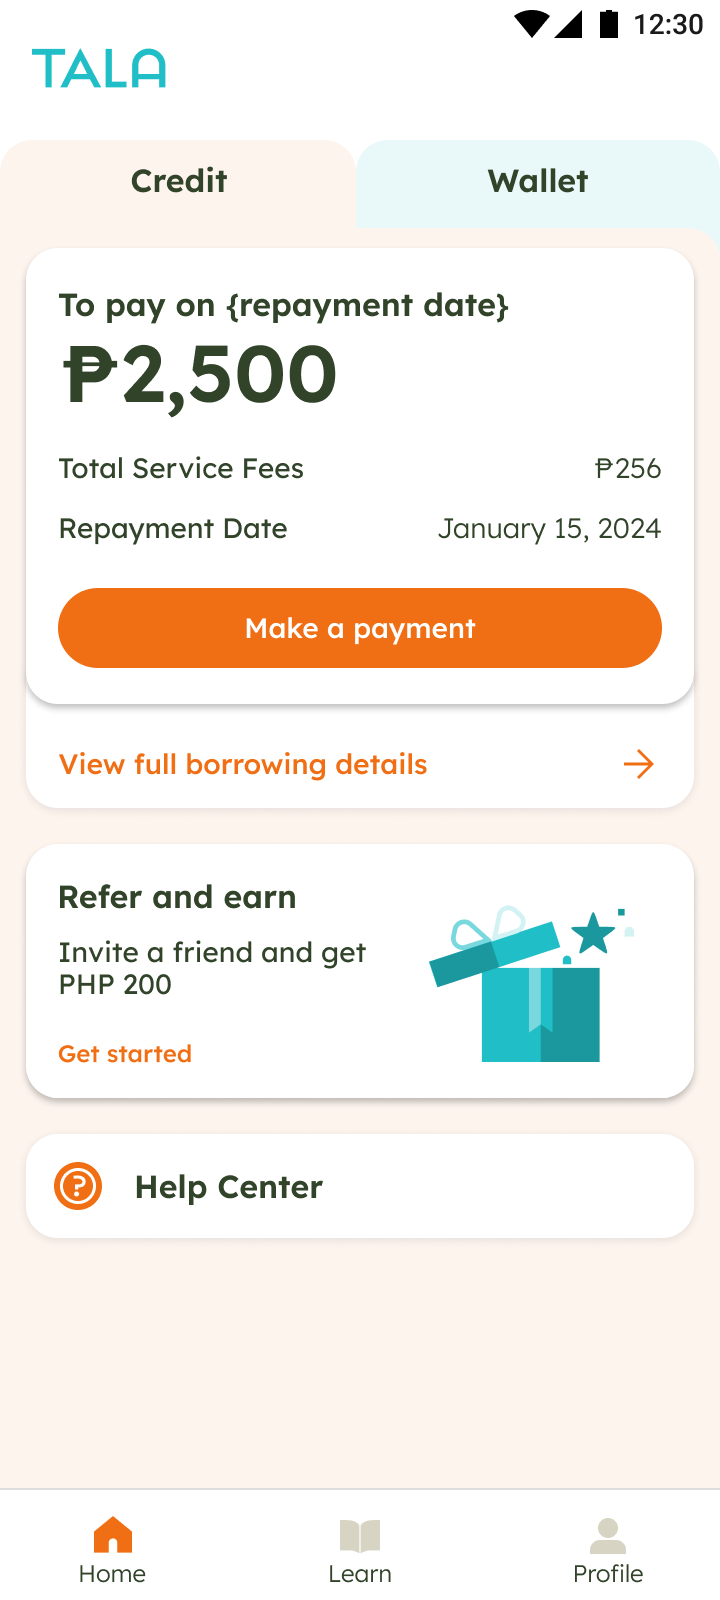 12:30
TALA
Credit
Wallet
To pay on {repayment date}
₱2,500
Total Service Fees
₱256
Repayment Date
January 15, 2024
Make a payment
View full borrowing details
Refer and earn
Invite a friend and get
PHP 200
Get started
?
Help Center
Home
Learn
Profile